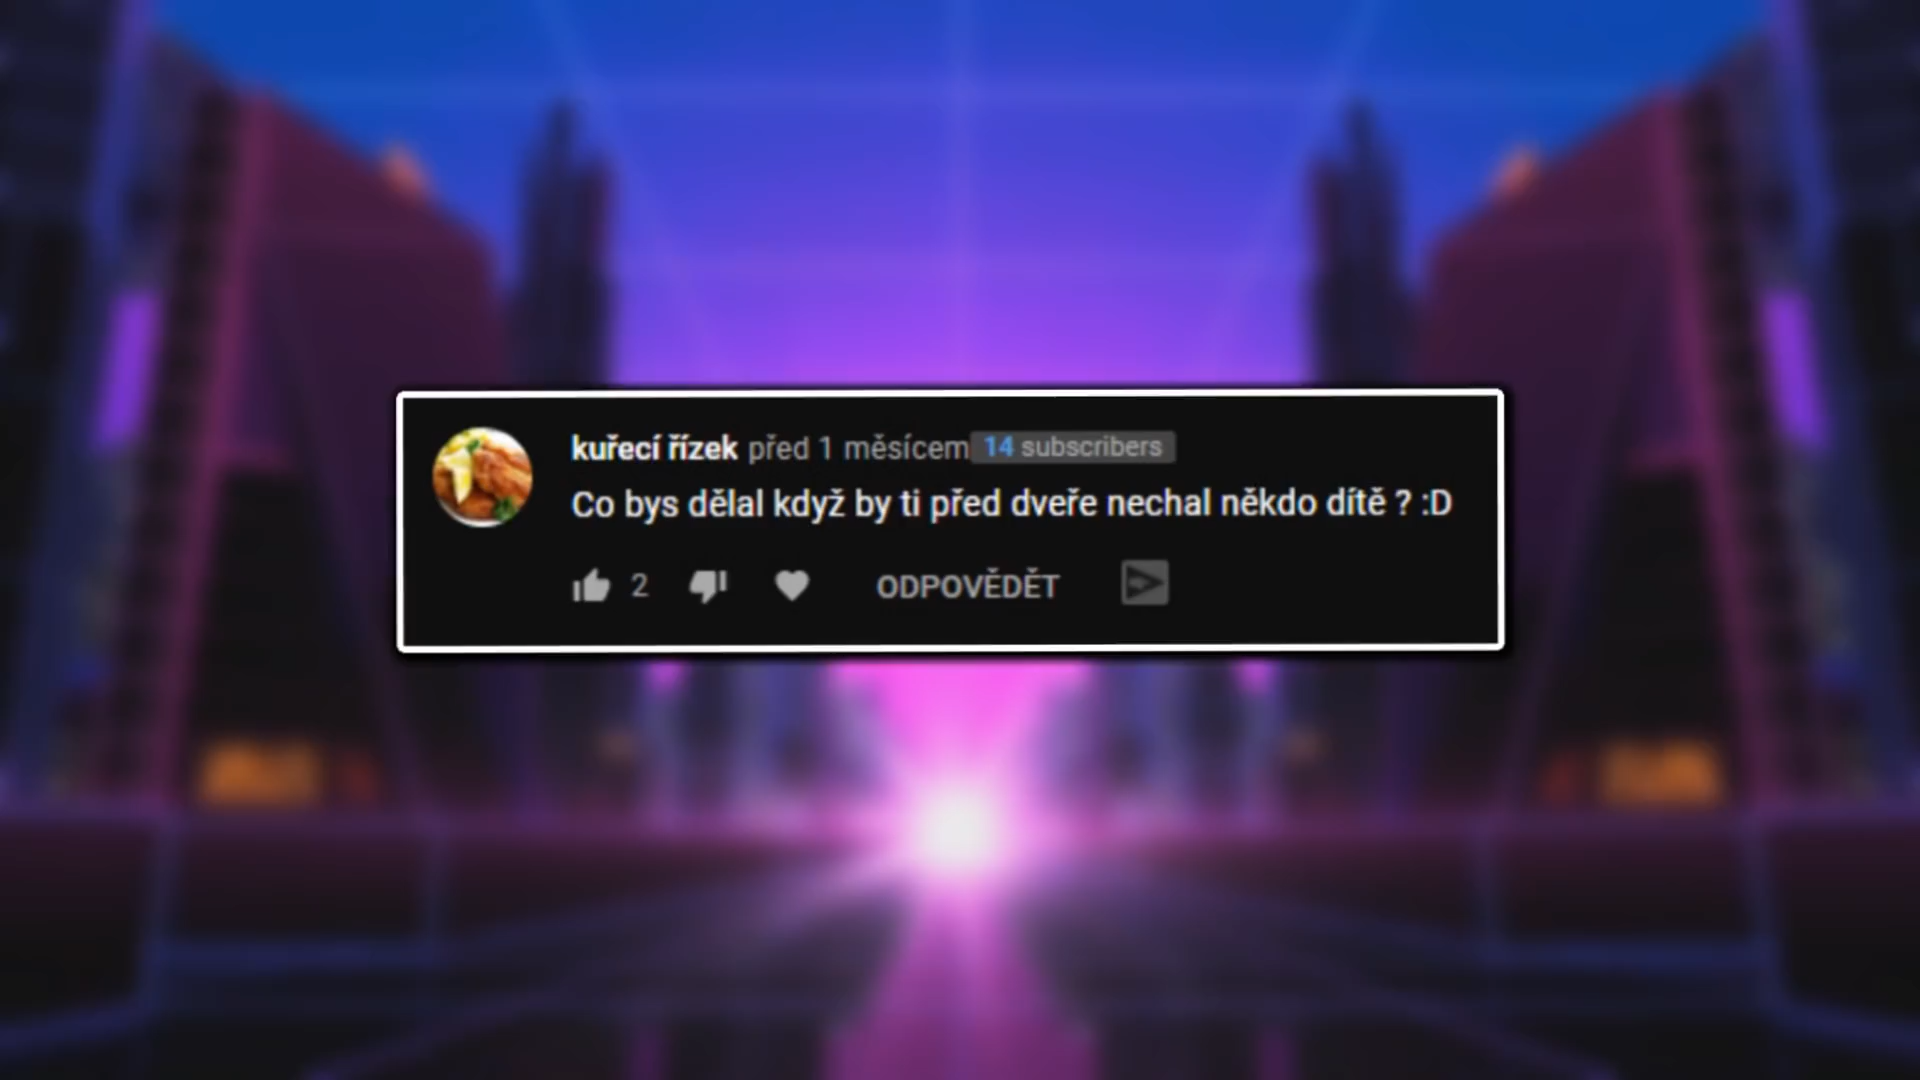 kuřecí řízek před 1 měsícem 14 subscribers
Co bys dělal když by ti před dveře nechal někdo dítě ? :D
2 ODPOVĚDĚT